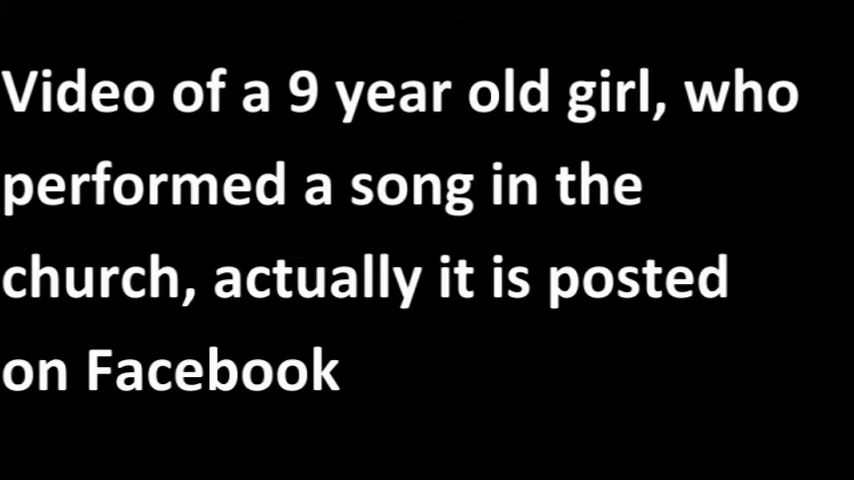 Video of a 9 year old girl, who
performed a song in the
church, actually it is posted
on Facebook